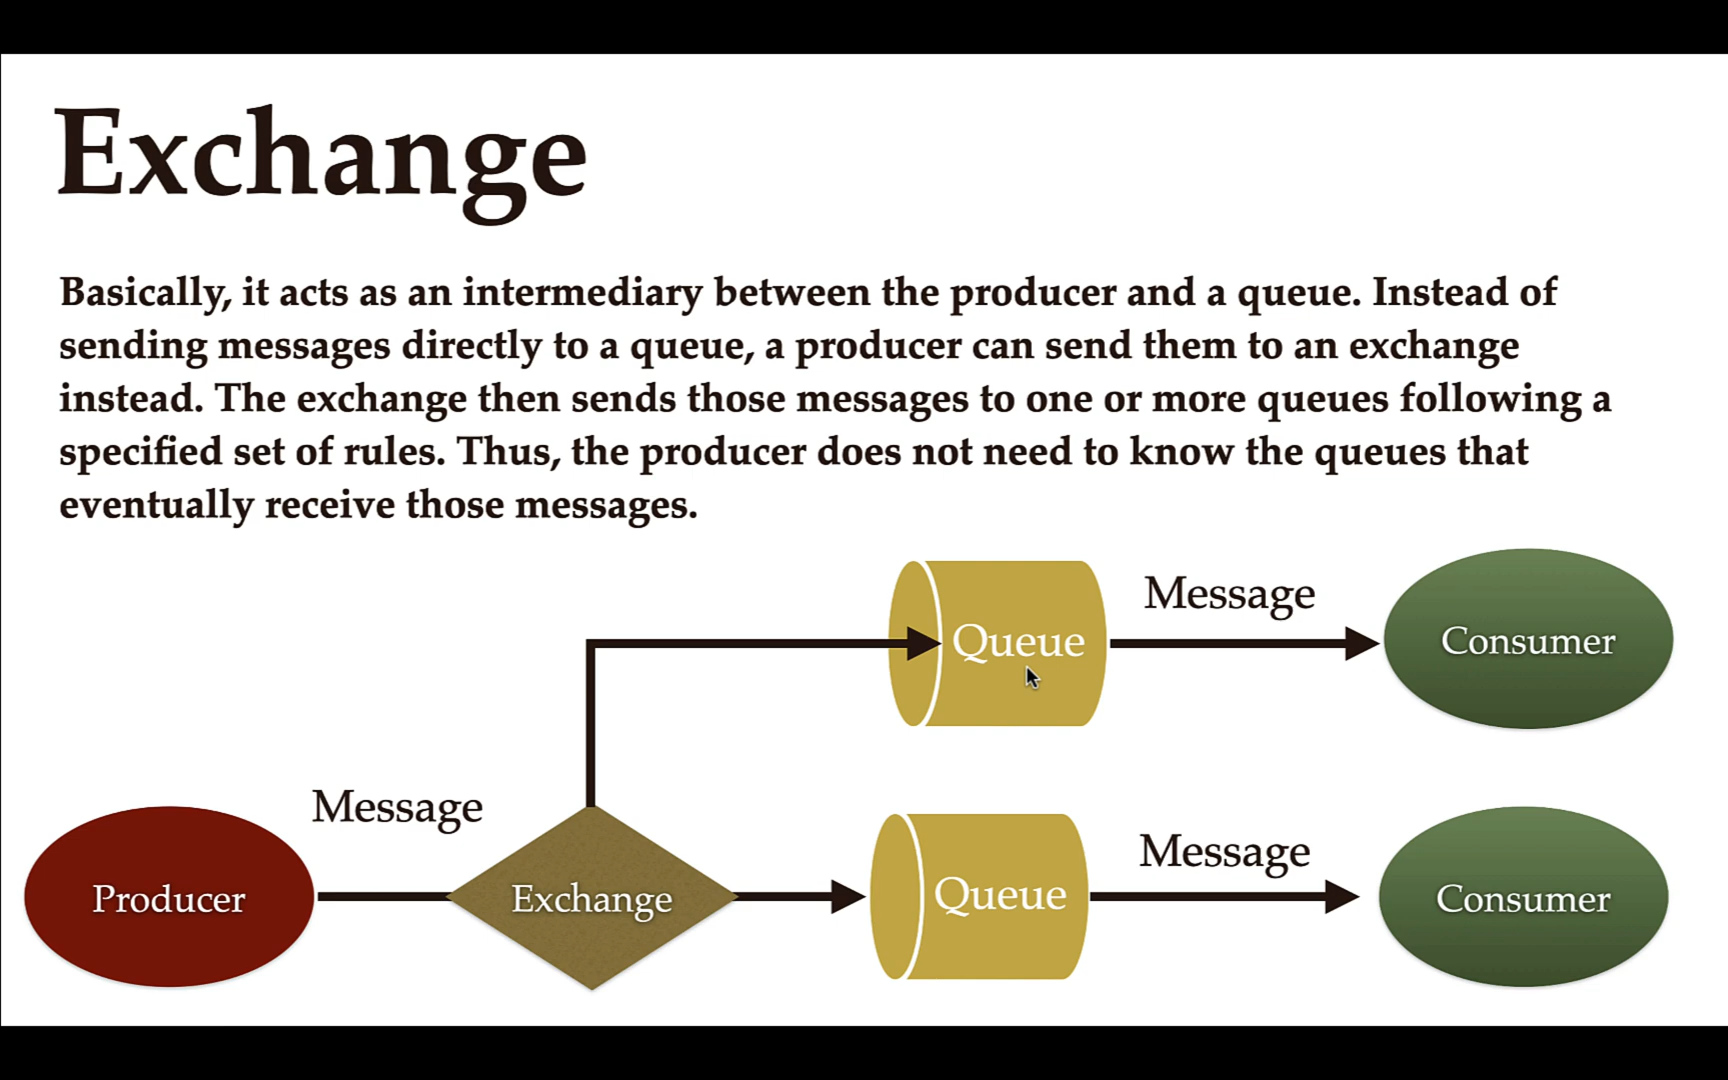 Exchange
Basically, it acts as an intermediary between the producer and a queue. Instead of
sending messages directly to a queue, a producer can send them to an exchange
instead. The exchange then sends those messages to one or more queues following a
specified set of rules. Thus, the producer does not need to know the queues that
eventually receive those messages.
Message
Queue
Consumer
Message
Message
Producer
Exchange
Queue
Consumer